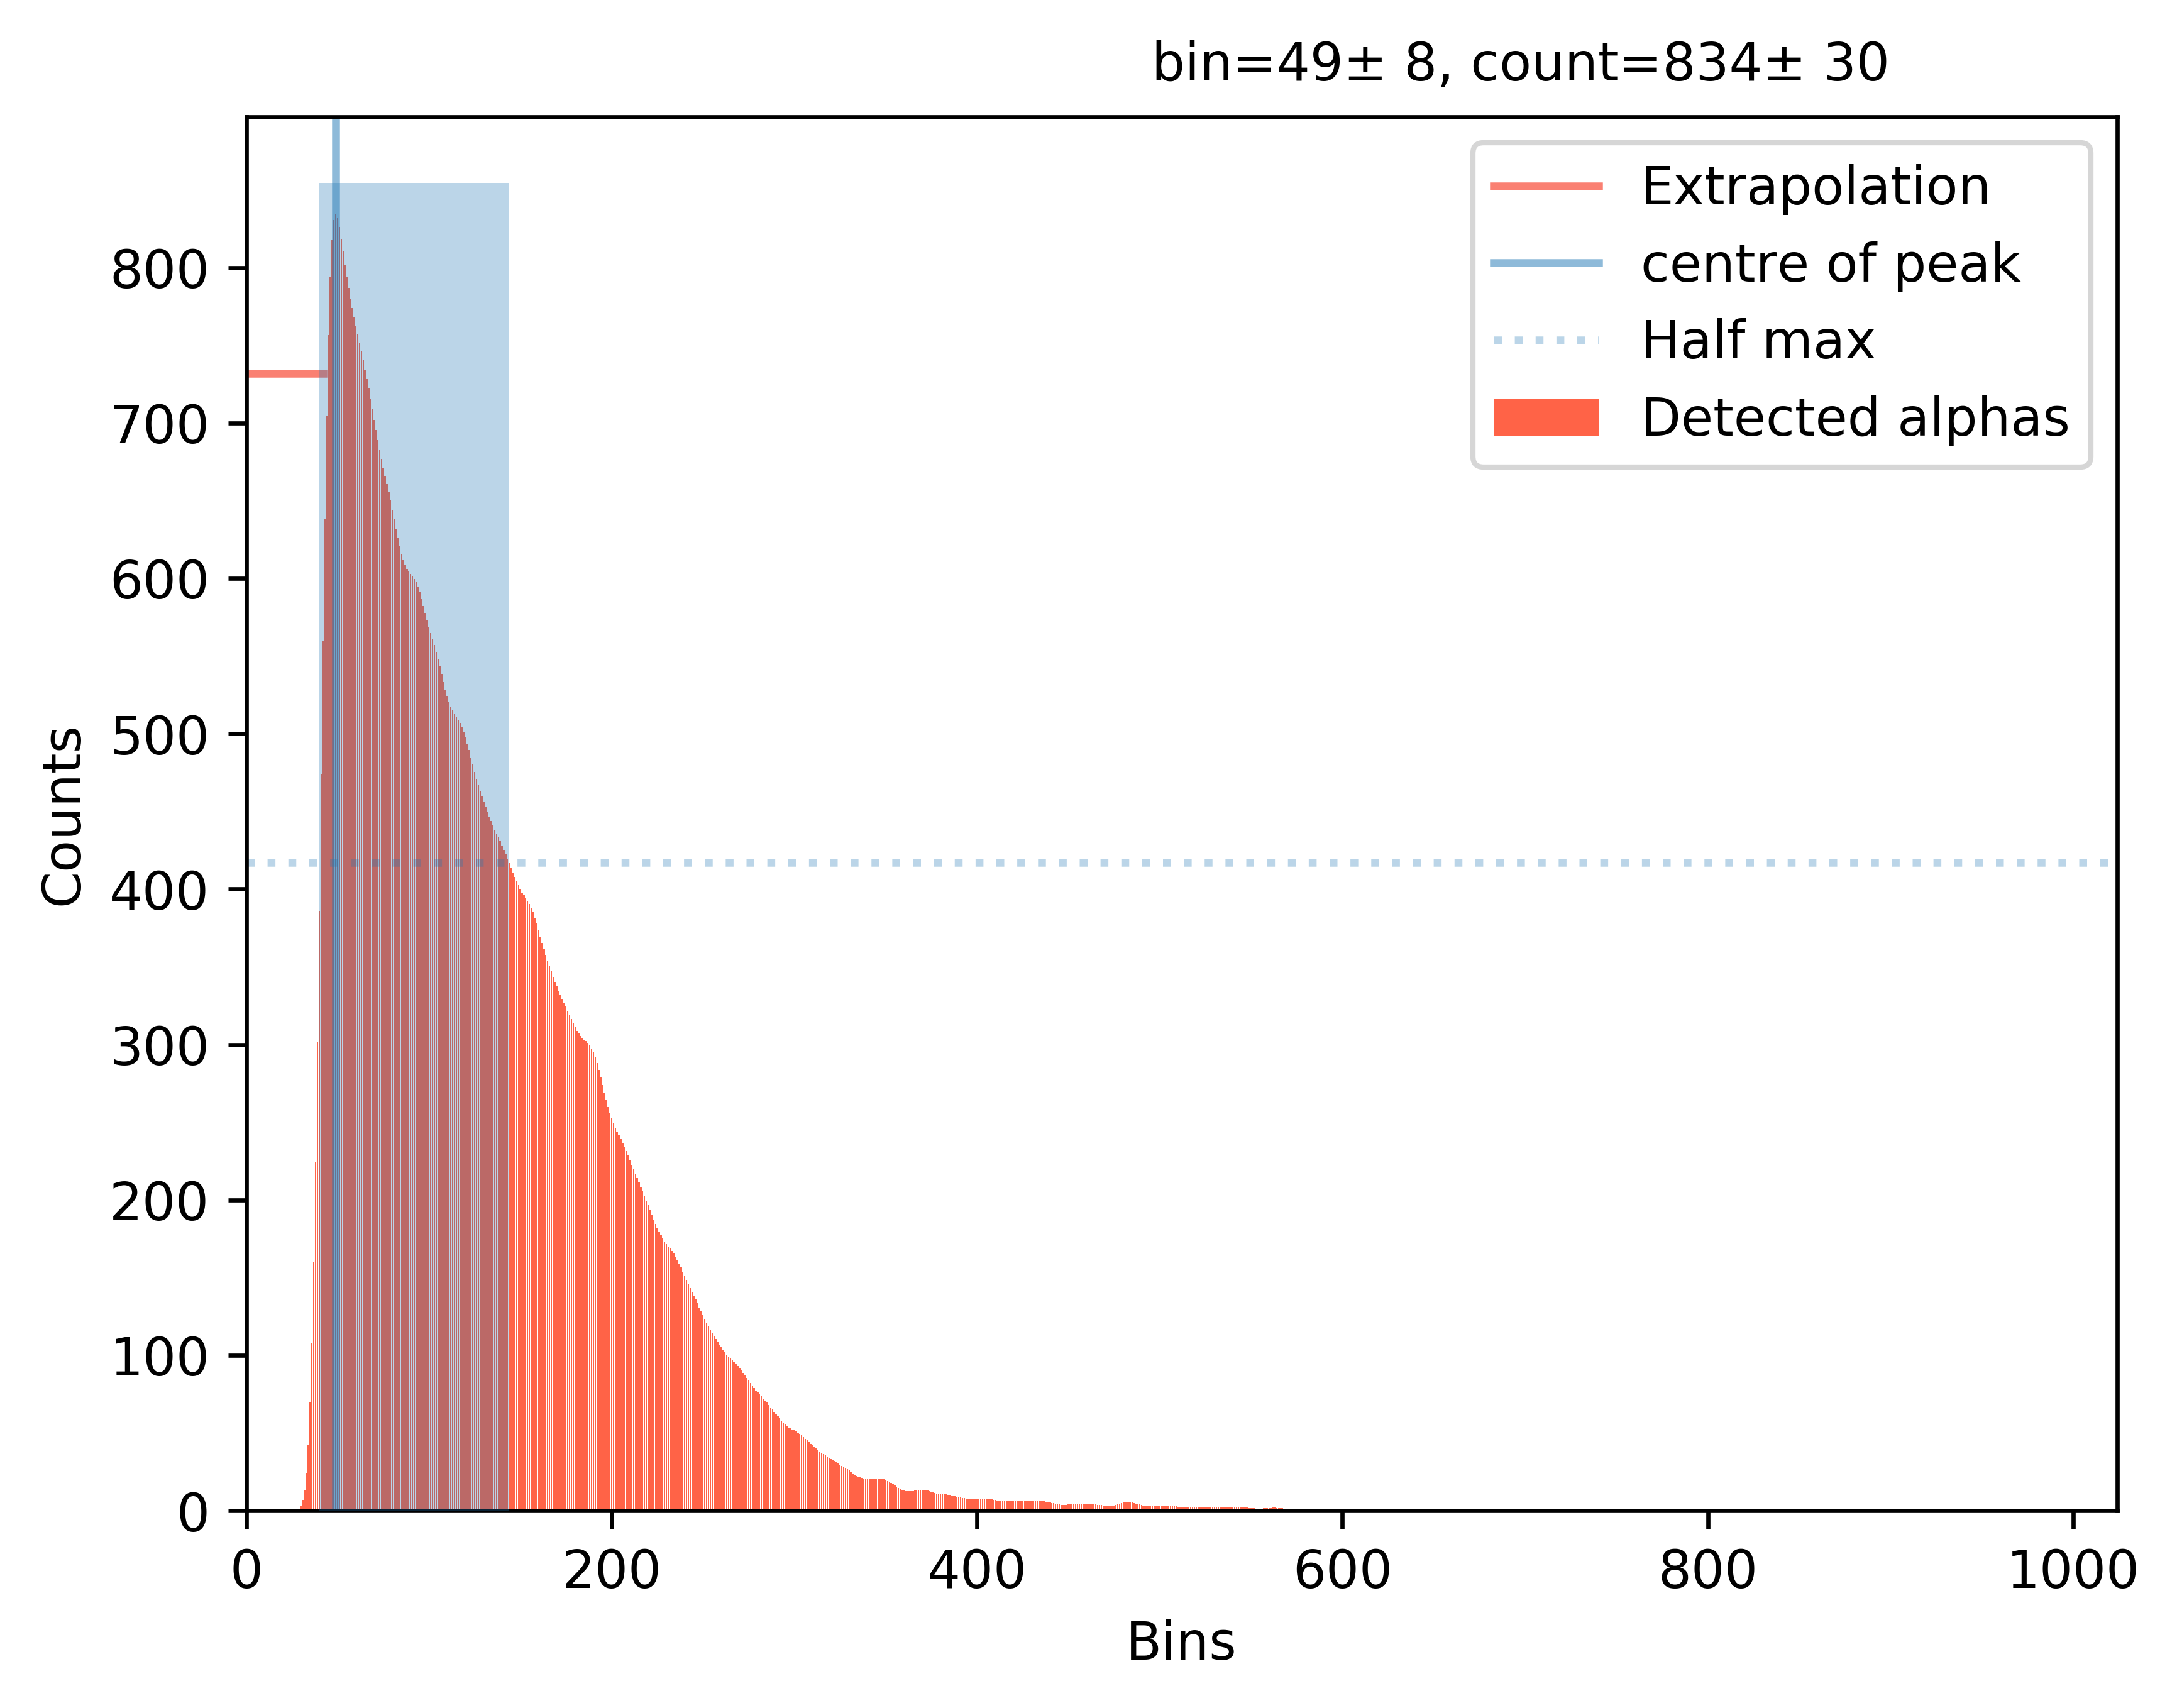 bin=49± 8, count=834± 30
Extrapolation
centre of peak
Half max
Detected alphas
Counts
800
700
600
500
400
300
200
100
0
0 200 400 600 800 1000
Bins